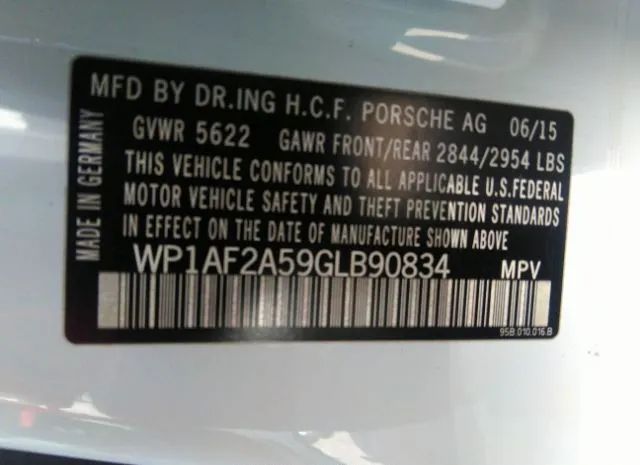 MFD BY DR.ING H.C.F. PORSCHE AG 06/15
GVWR 5622 GAWR FRONT/REAR 2844/2954 LBS
THIS VEHICLE CONFORMS TO ALL APPLICABLE U.S.FEDERAL
MOTOR VEHICLE SAFETY AND THEFT PREVENTION STANDARDS
IN EFFECT ON THE DATE OF MANUFACTURE SHOWN ABOVE
WP1AF2A59GLB90834 MPV
95B.010.016.B
MADE IN GERMANY